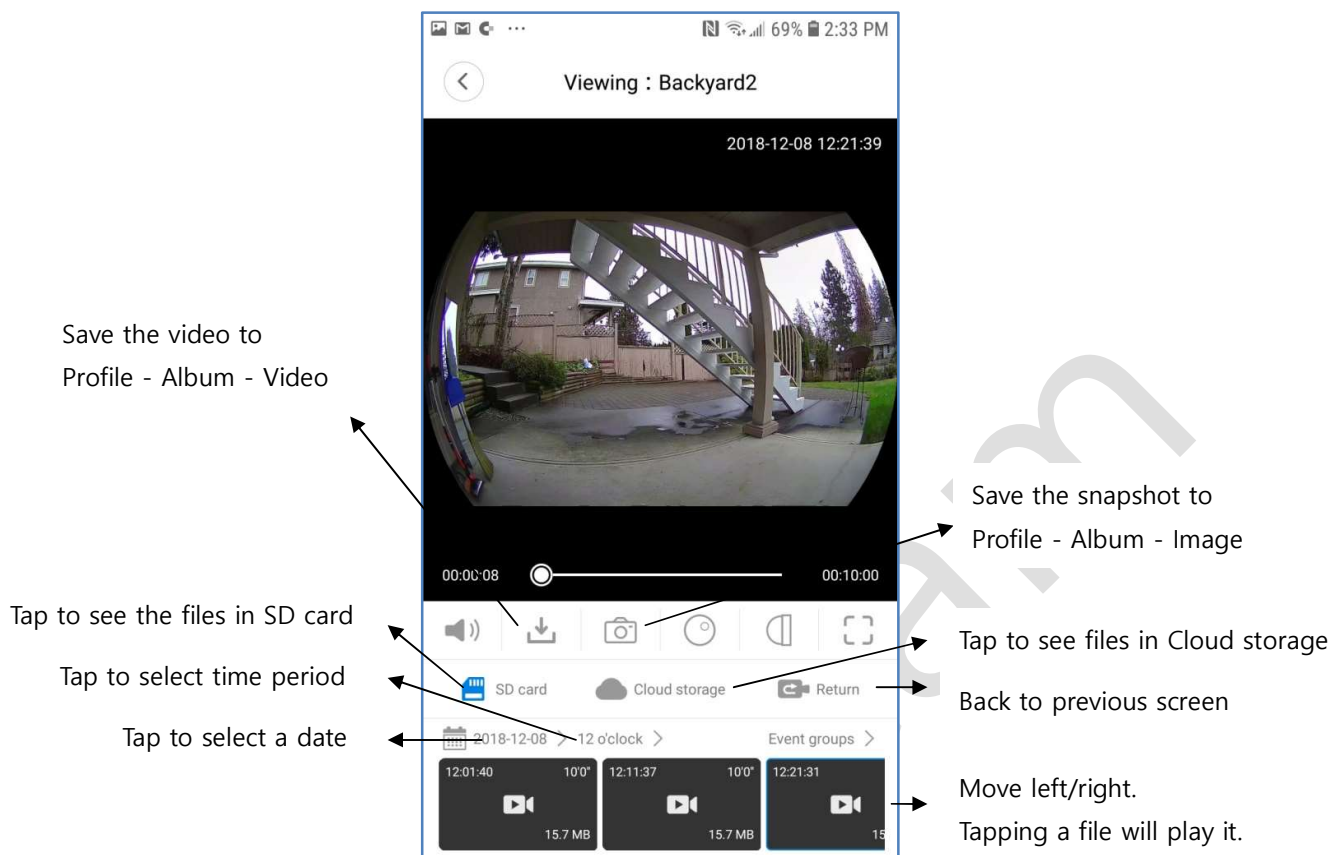 69% 2:33 PM
Viewing : Backyard2
2018-12-08 12:21:39
Save the video to
Profile - Album - Video
Save the snapshot to
Profile - Album - Image
00:00:08
00:10:00
Tap to see the files in SD card
Tap to see files in Cloud storage
Tap to select time period
SD card
Cloud storage
Return
Back to previous screen
Tap to select a date
2018-12-08
12 o'clock
Event groups
12:01:40 10'0"
12:11:37 10'0"
12:21:31
15.7 MB
15.7 MB
15
Move left/right.
Tapping a file will play it.